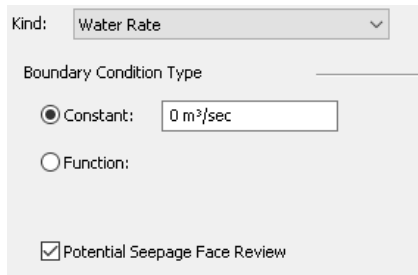 Kind: Water Rate
Boundary Condition Type
Constant: 0 m³/sec
Function:
Potential Seepage Face Review